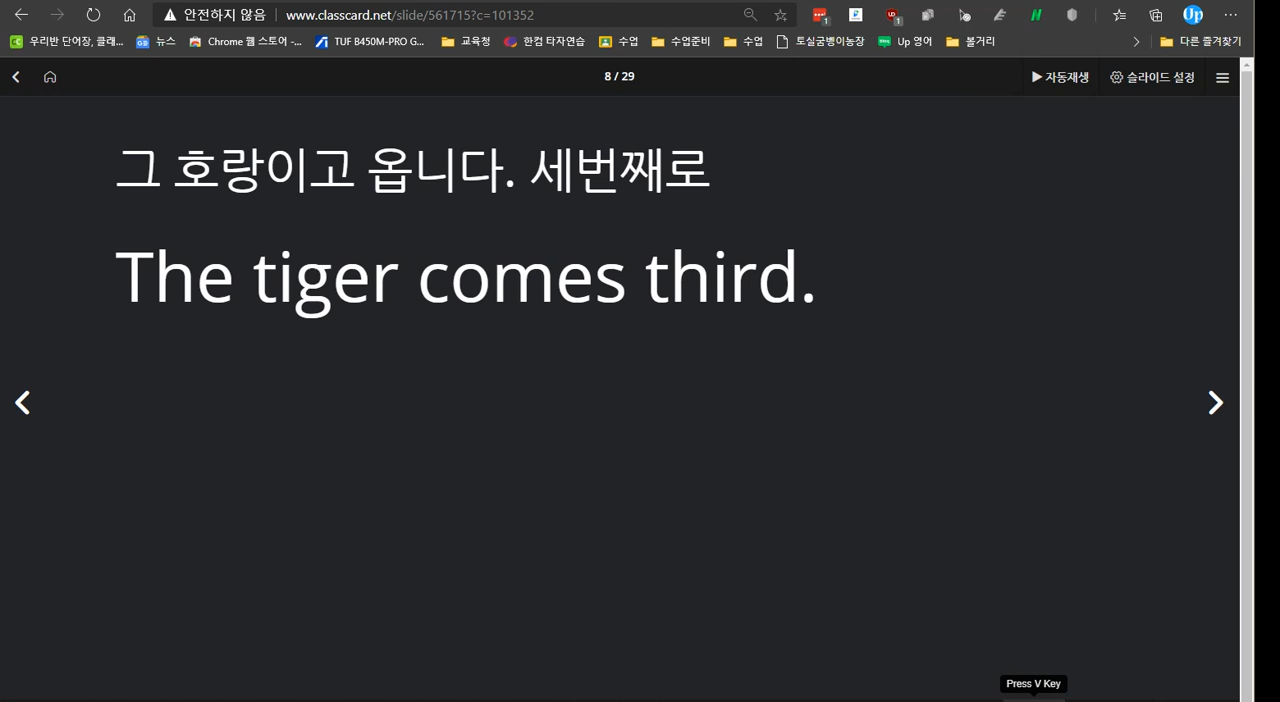 안전하지 않음 www.classcard.net/slide/561715?c=101352
우리반 단어장, 클래... 뉴스 Chrome 웹 스토어 -... TUF B450M-PRO G... 교육청 한컴 타자연습 수업 수업준비 수업 토실굼벵이농장 Up 영어 볼거리 다른 즐겨찾기
8 / 29 자동재생 슬라이드 설정
그 호랑이고 옵니다. 세번째로
The tiger comes third.
Press V Key